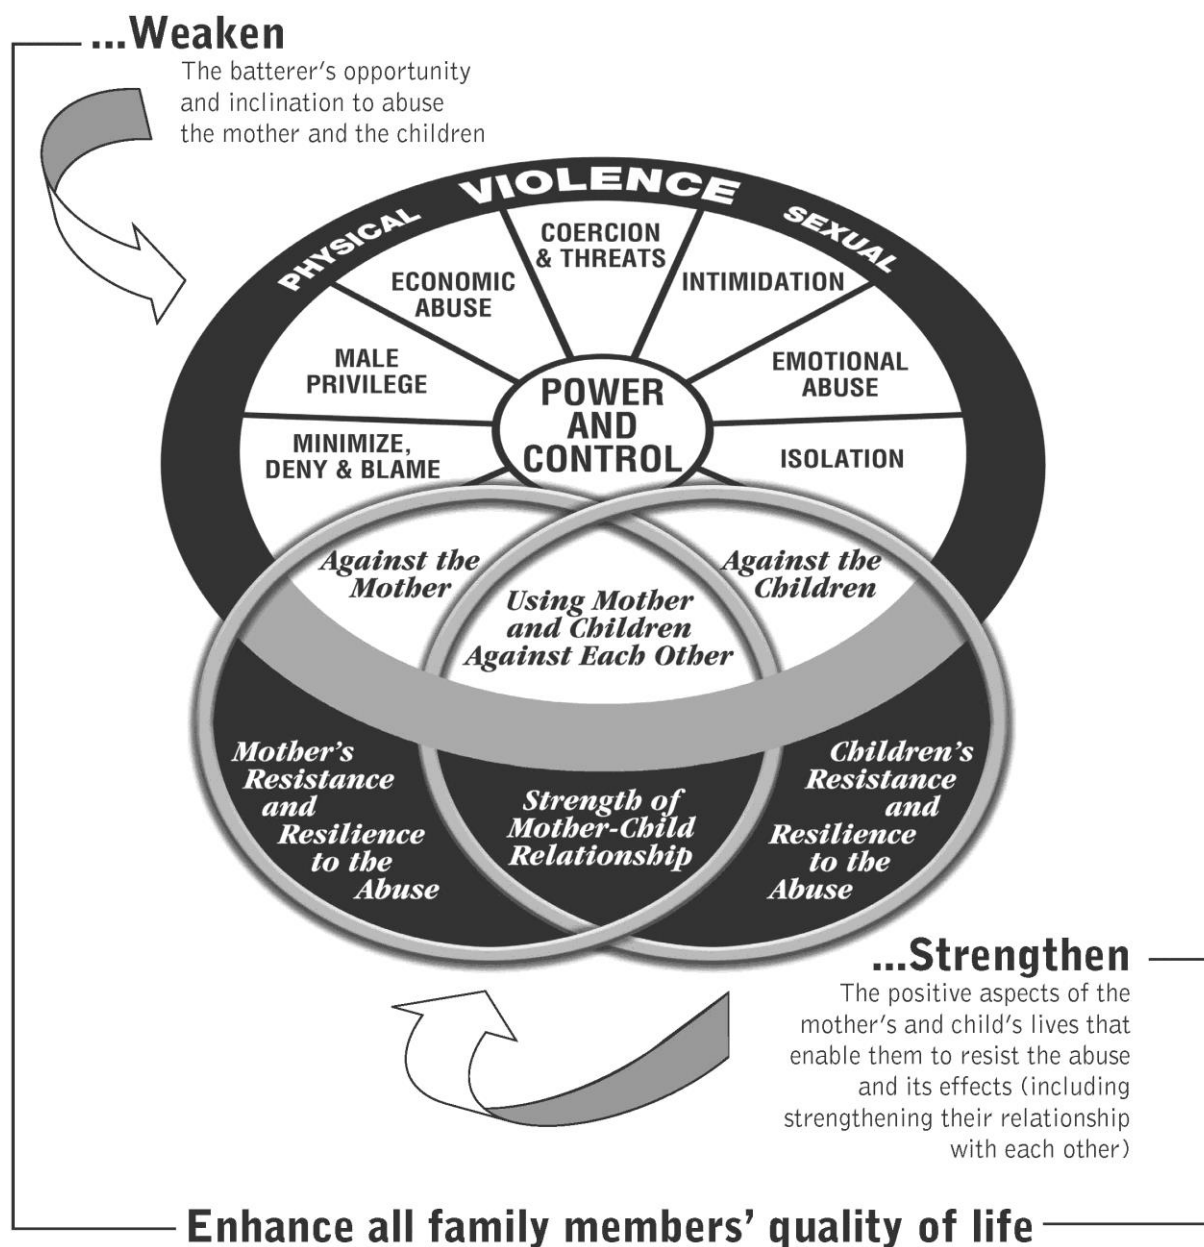 ...Weaken
The batterer's opportunity
and inclination to abuse
the mother and the children
PHYSICAL VIOLENCE SEXUAL
COERCION
& THREATS
ECONOMIC
ABUSE
INTIMIDATION
MALE
PRIVILEGE
EMOTIONAL
ABUSE
POWER
AND
CONTROL
MINIMIZE,
DENY & BLAME
ISOLATION
Against the
Mother
Against the
Children
Using Mother
and Children
Against Each Other
Mother's
Resistance
and
Resilience
to the
Abuse
Strength of
Mother-Child
Relationship
Children's
Resistance
and
Resilience
to the
Abuse
...Strengthen
The positive aspects of the
mother's and child's lives that
enable them to resist the abuse
and its effects (including
strengthening their relationship
with each other)
Enhance all family members' quality of life